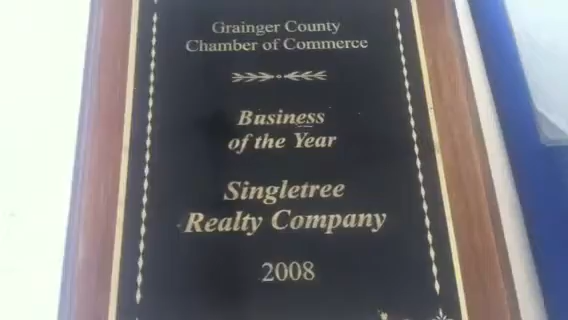 Grainger County
Chamber of Commerce
Business
of the Year
Singletree
Realty Company
2008